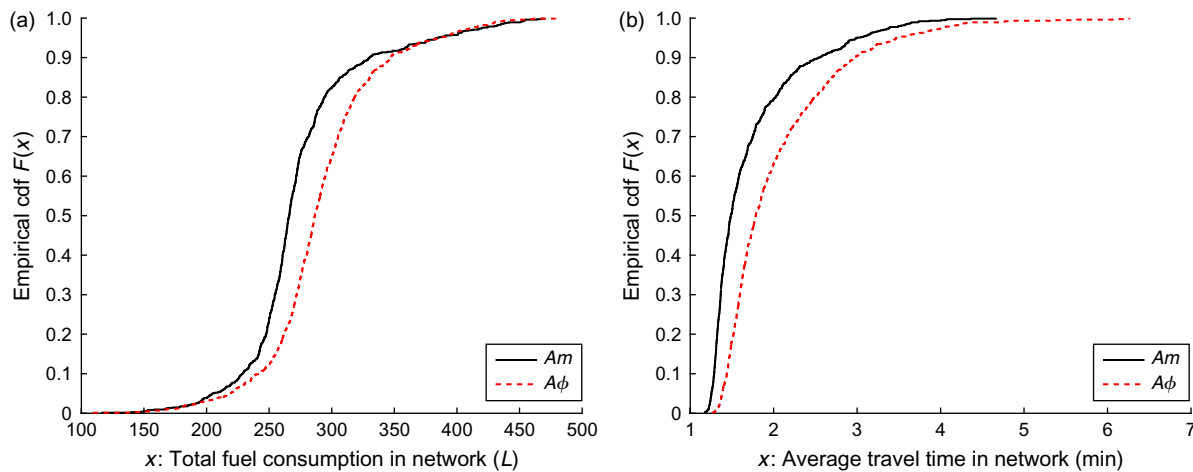 (a)
Empirical cdf F(x)
1.0
0.9
0.8
0.7
0.6
0.5
0.4
0.3
0.2
0.1
0
100 150 200 250 300 350 400 450 500
x: Total fuel consumption in network (L)
Am
Aϕ
(b)
Empirical cdf F(x)
1.0
0.9
0.8
0.7
0.6
0.5
0.4
0.3
0.2
0.1
0
1 2 3 4 5 6 7
x: Average travel time in network (min)
Am
Aϕ